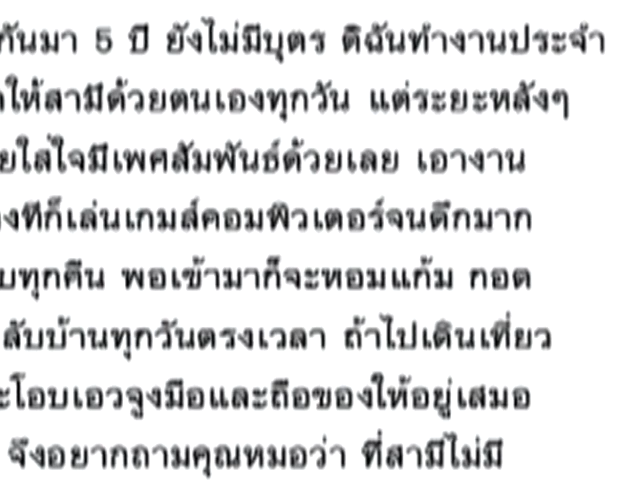 กันมา 5 ปี ยังไม่มีบุตร ดิฉันทำงานประจำ
ให้สามีด้วยตนเองทุกวัน แต่ระยะหลังๆ
ยใส่ใจมีเพศสัมพันธ์ด้วยเลย เอางาน
งทีก็เล่นเกมส์คอมพิวเตอร์จนดึกมาก
บทุกคืน พอเข้ามาก็จะหอมแก้ม กอด
ลับบ้านทุกวันตรงเวลา ถ้าไปเดินเที่ยว
ะโอบเอวจูงมือและถือของให้อยู่เสมอ
จึงอยากถามคุณหมอว่า ที่สามีไม่มี